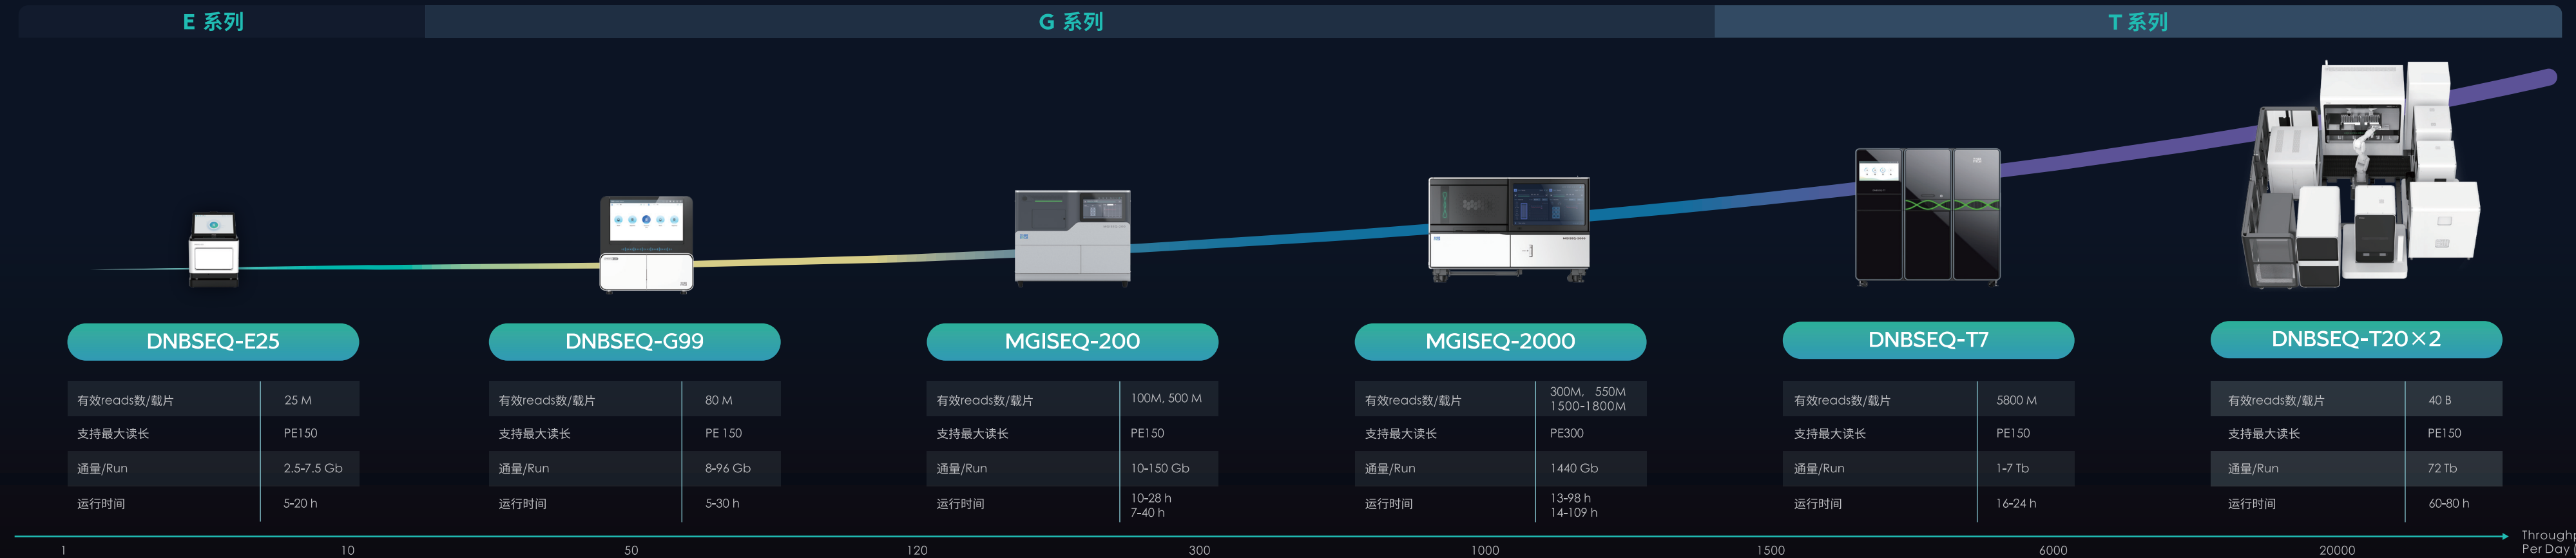 E 系列
G 系列
T 系列
DNBSEQ-E25
有效reads数/载片 25 M
支持最大读长 PE150
通量/Run 2.5-7.5 Gb
运行时间 5-20 h
DNBSEQ-G99
有效reads数/载片 80 M
支持最大读长 PE 150
通量/Run 8-96 Gb
运行时间 5-30 h
MGISEQ-200
有效reads数/载片 100M, 500 M
支持最大读长 PE150
通量/Run 10-150 Gb
运行时间 10-28 h
7-40 h
MGISEQ-2000
有效reads数/载片 300M, 550M
1500-1800M
支持最大读长 PE300
通量/Run 1440 Gb
运行时间 13-98 h
14-109 h
DNBSEQ-T7
有效reads数/载片 5800 M
支持最大读长 PE150
通量/Run 1-7 Tb
运行时间 16-24 h
DNBSEQ-T20×2
有效reads数/载片 40 B
支持最大读长 PE150
通量/Run 72 Tb
运行时间 60-80 h
1 10 50 120 300 1000 1500 6000 20000
Per Day